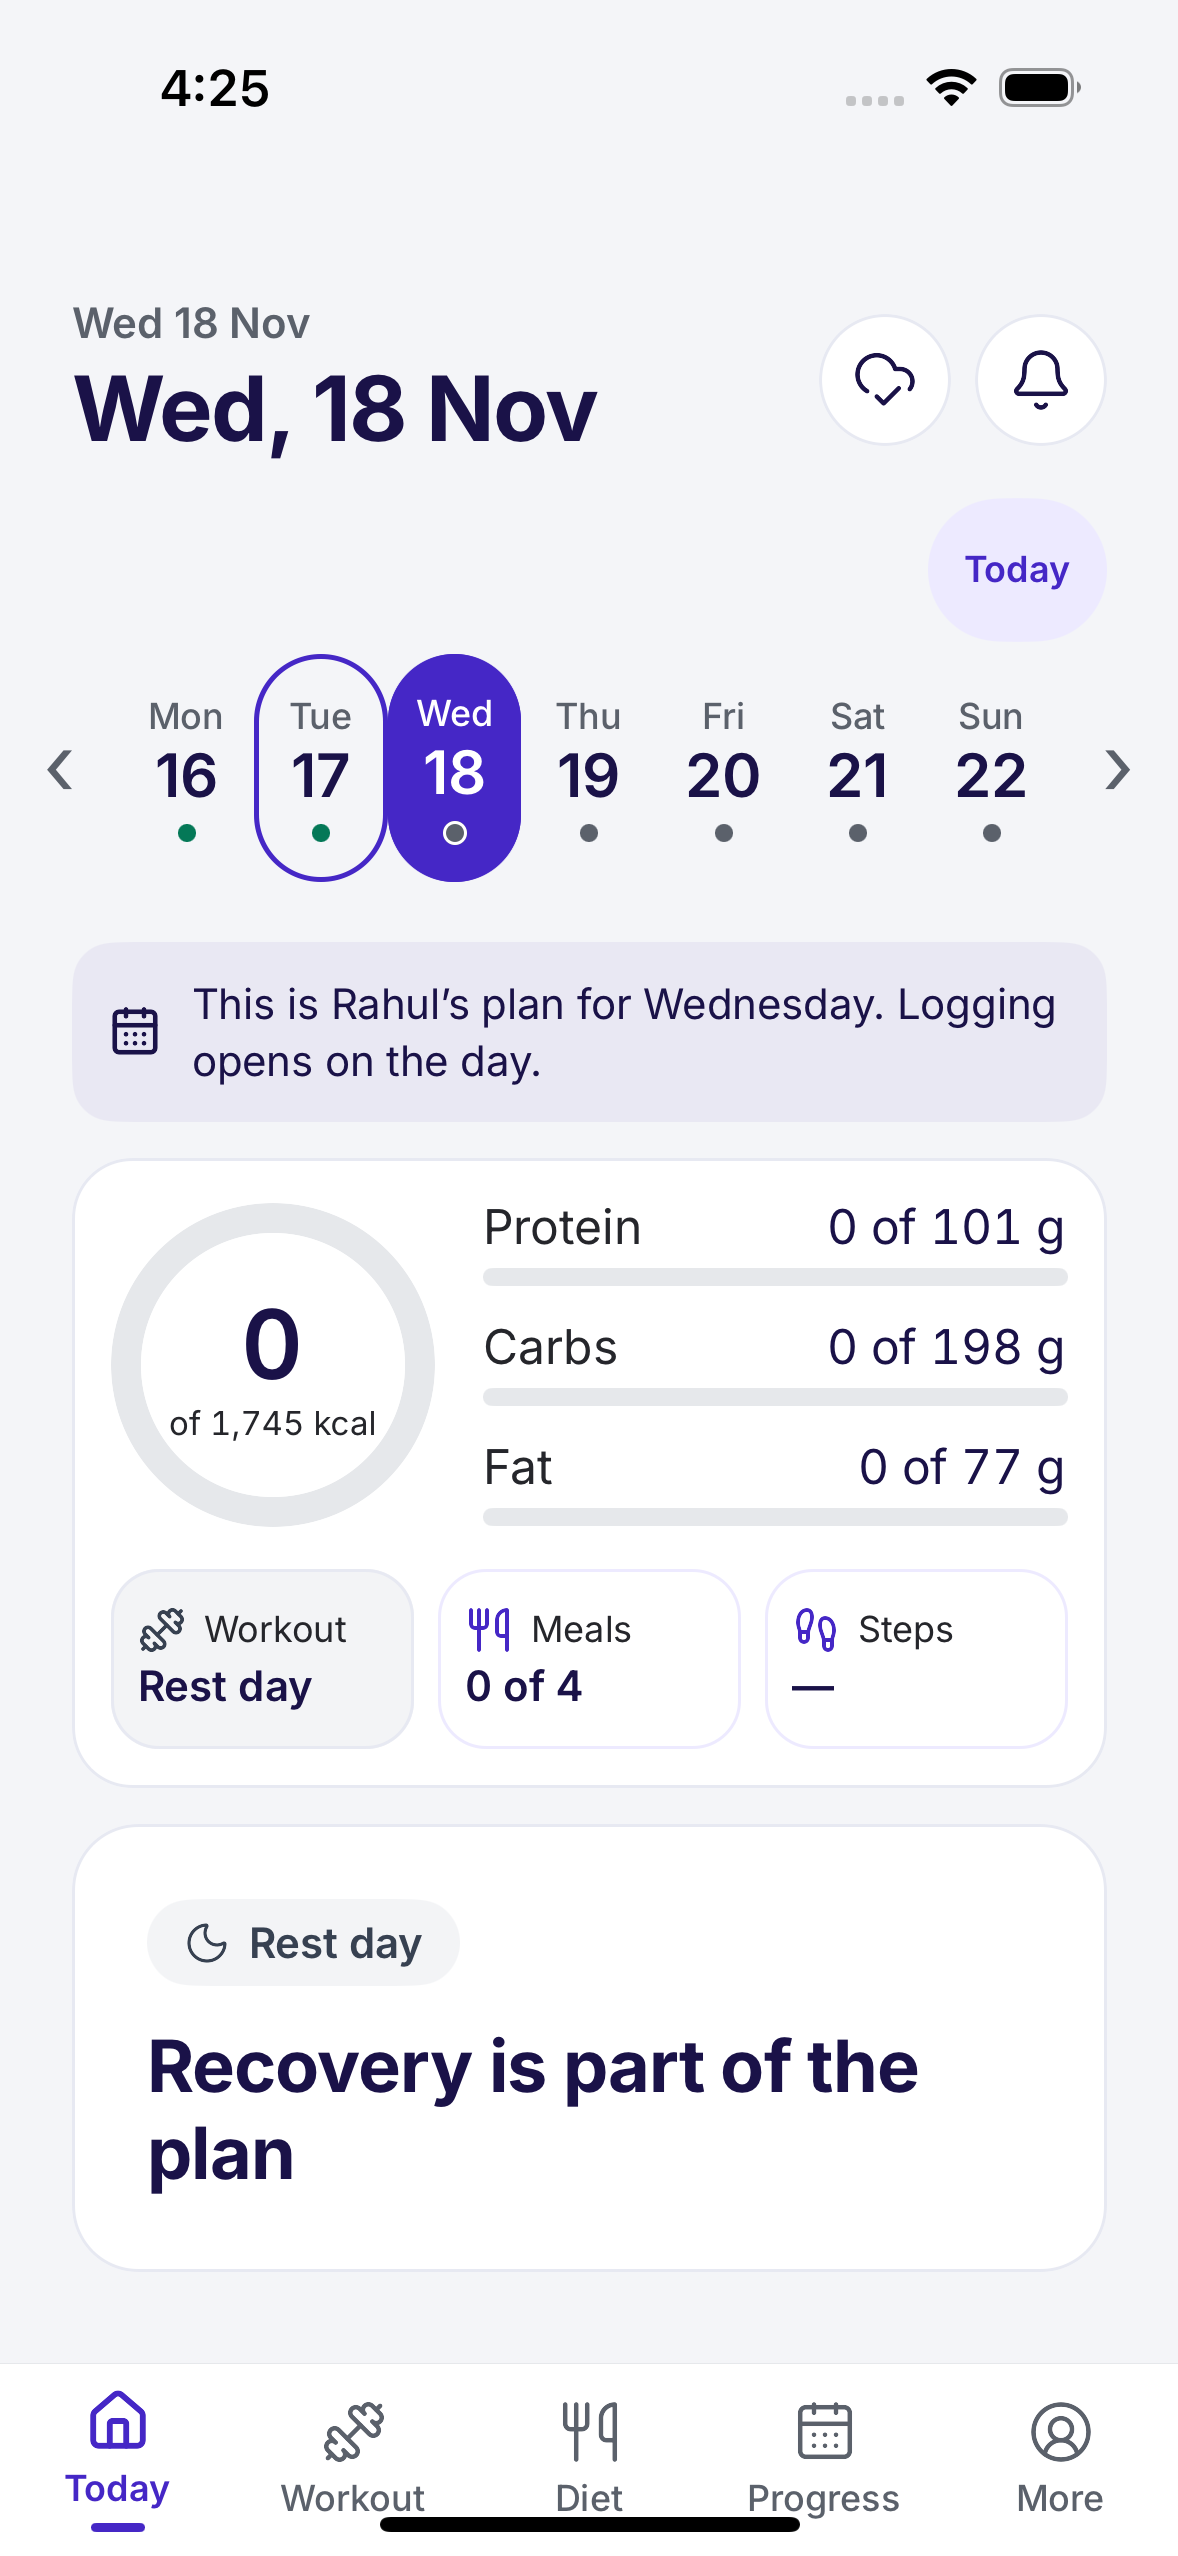 4:25
Wed 18 Nov
Wed, 18 Nov
Today
Mon Tue Wed Thu Fri Sat Sun
16 17 18 19 20 21 22
This is Rahul’s plan for Wednesday. Logging
opens on the day.
0
of 1,745 kcal
Protein 0 of 101 g
Carbs 0 of 198 g
Fat 0 of 77 g
Workout
Rest day
Meals
0 of 4
Steps
—
Rest day
Recovery is part of the
plan
Today Workout Diet Progress More